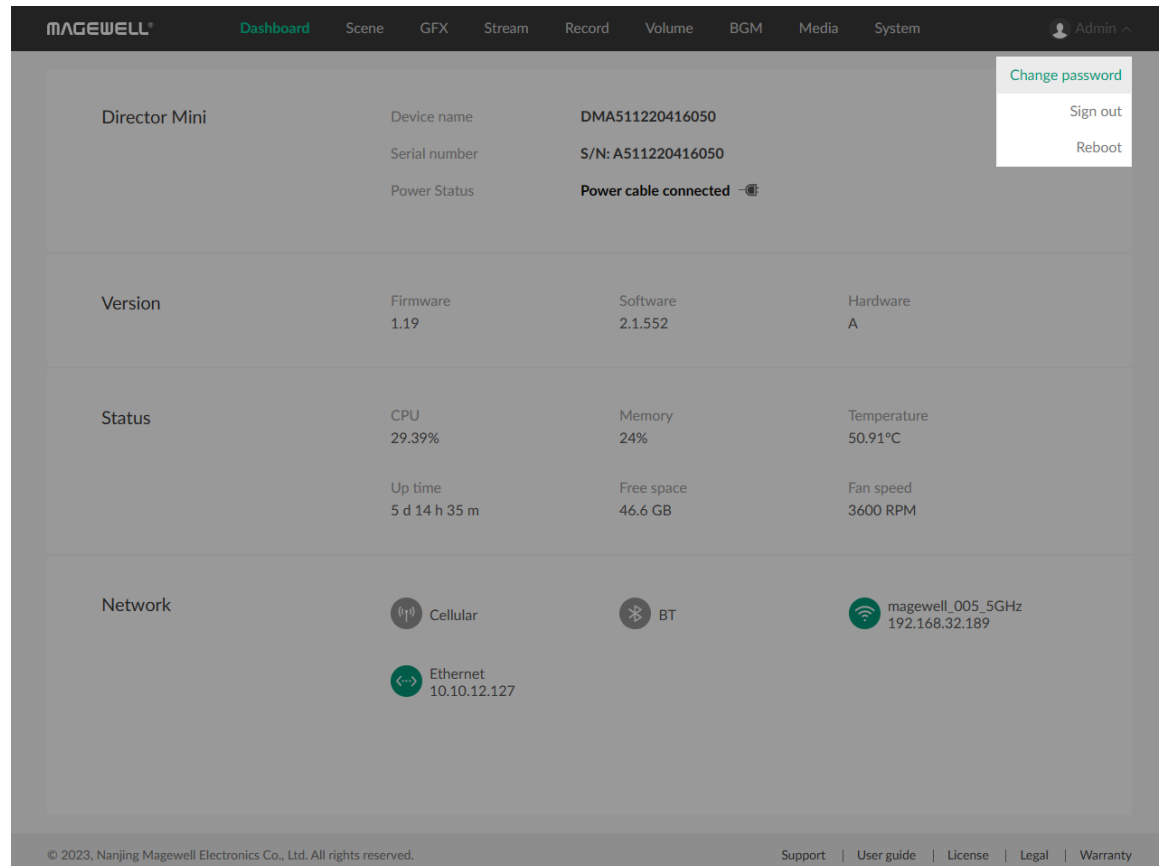 MAGEWELL®
Dashboard Scene GFX Stream Record Volume BGM Media System Admin
Change password
Sign out
Reboot
Director Mini
Device name DMA511220416050
Serial number S/N: A511220416050
Power Status Power cable connected
Version
Firmware Software Hardware
1.19 2.1.552 A
Status
CPU Memory Temperature
29.39% 24% 50.91°C
Up time Free space Fan speed
5 d 14 h 35 m 46.6 GB 3600 RPM
Network
Cellular BT magewell_005_5GHz
192.168.32.189
Ethernet
10.10.12.127
© 2023, Nanjing Magewell Electronics Co., Ltd. All rights reserved. Support | User guide | License | Legal | Warranty